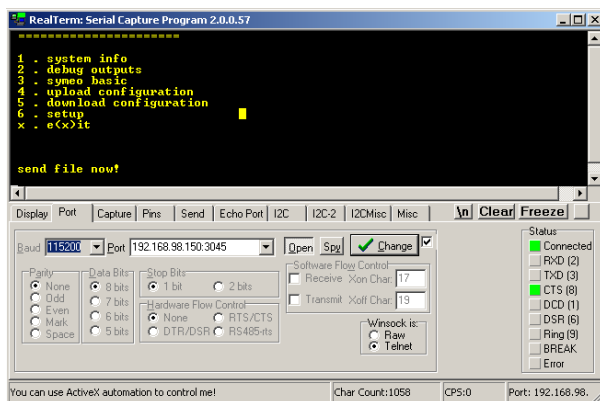 RealTerm: Serial Capture Program 2.0.0.57
=======================
1 . system info
2 . debug outputs
3 . symeo basic
4 . upload configuration
5 . download configuration
6 . setup
x . e(x)it
send file now!
Display Port Capture Pins Send Echo Port I2C I2C-2 I2CMisc Misc \n Clear Freeze
Status
Baud 115200 Port 192.168.98.150:3045 Open Spy Change
Connected
RXD (2)
TXD (3)
CTS (8)
DCD (1)
DSR (6)
Ring (9)
BREAK
Error
Parity
None
Odd
Even
Mark
Space
Data Bits
8 bits
7 bits
6 bits
5 bits
Stop Bits
1 bit 2 bits
Hardware Flow Control
None RTS/CTS
DTR/DSR RS485-rts
Software Flow Control
Receive Xon Char: 17
Transmit Xoff Char: 19
Winsock is:
Raw
Telnet
You can use ActiveX automation to control me! Char Count:1058 CPS:0 Port: 192.168.98.